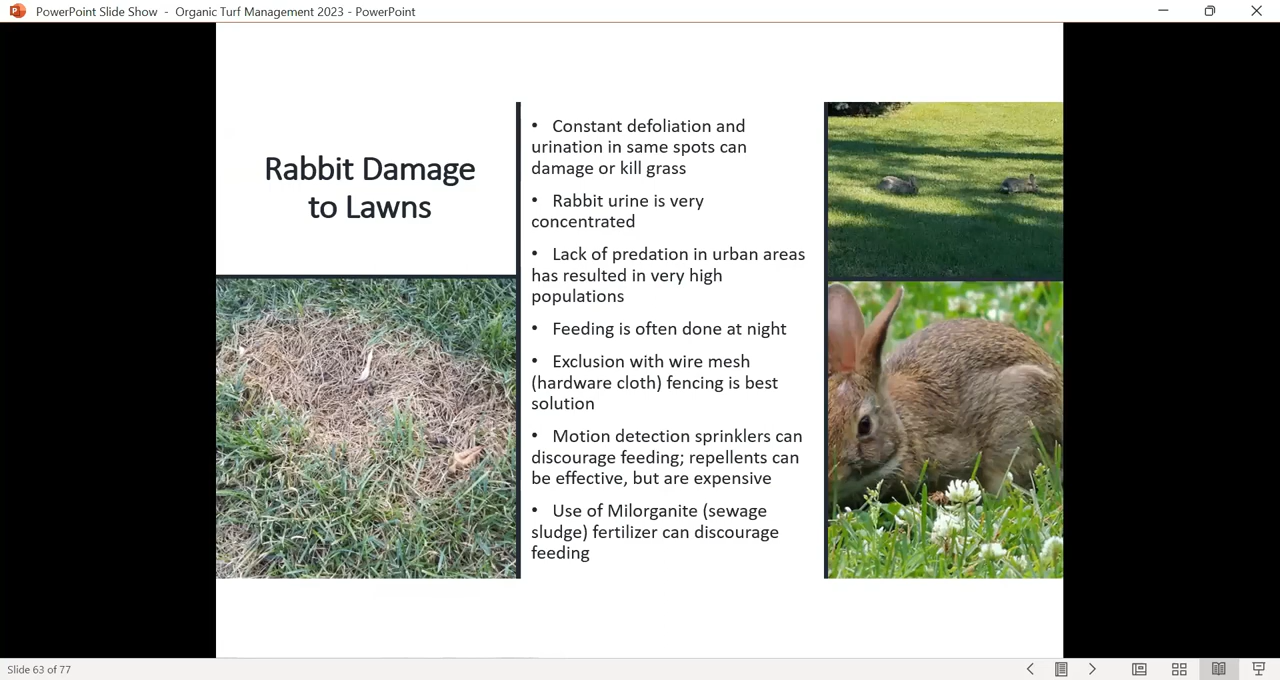 PowerPoint Slide Show - Organic Turf Management 2023 - PowerPoint
Rabbit Damage
to Lawns
• Constant defoliation and
urination in same spots can
damage or kill grass
• Rabbit urine is very
concentrated
• Lack of predation in urban areas
has resulted in very high
populations
• Feeding is often done at night
• Exclusion with wire mesh
(hardware cloth) fencing is best
solution
• Motion detection sprinklers can
discourage feeding; repellents can
be effective, but are expensive
• Use of Milorganite (sewage
sludge) fertilizer can discourage
feeding
Slide 63 of 77